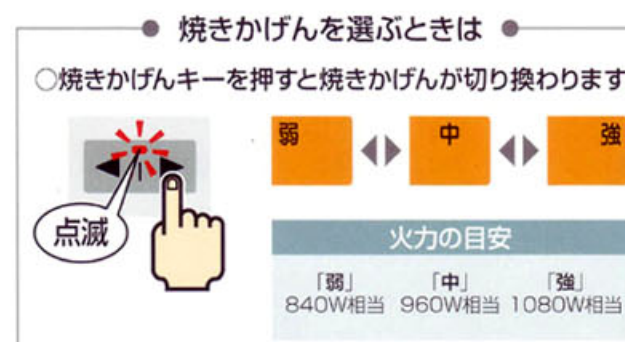 焼きかげんを選ぶときは
○焼きかげんキーを押すと焼きかげんが切り換わります
弱 中 強
点滅
火力の目安
「弱」 「中」 「強」
840W相当 960W相当 1080W相当